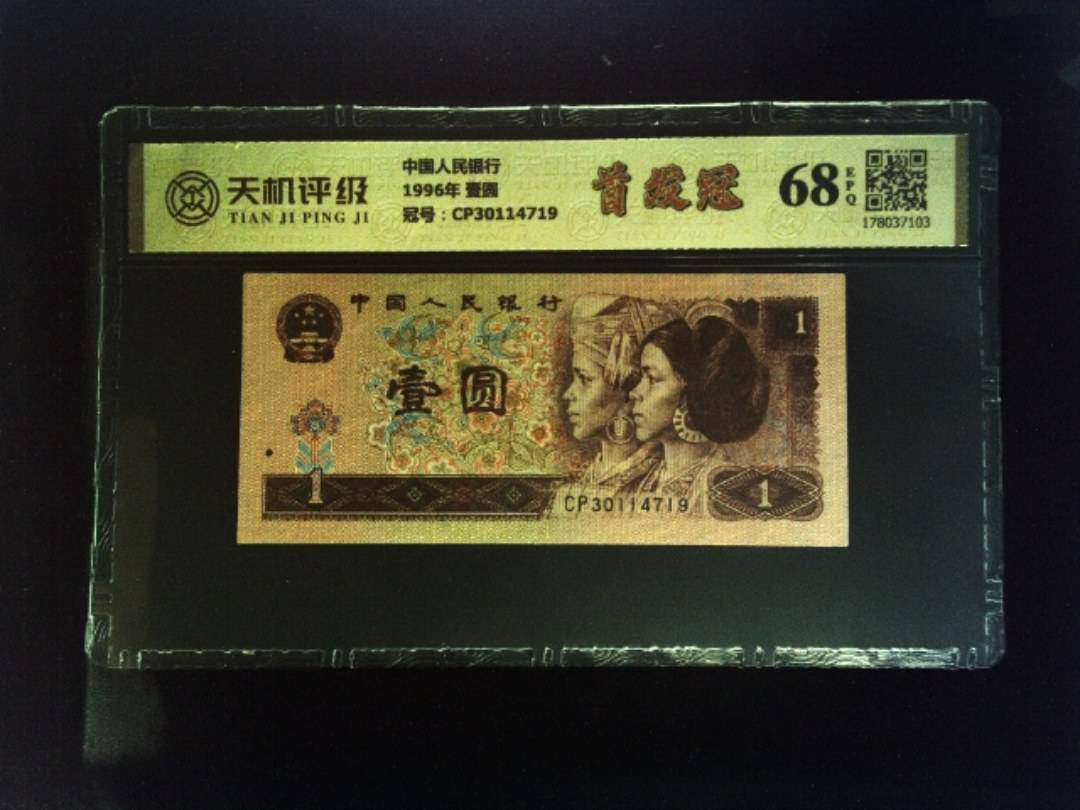 天机评级
TIAN JI PING JI
中国人民银行
1996年 壹圆
冠号：CP30114719
首发冠
68
EPQ
178037103
中国人民银行
1
壹圆
1
CP30114719
1